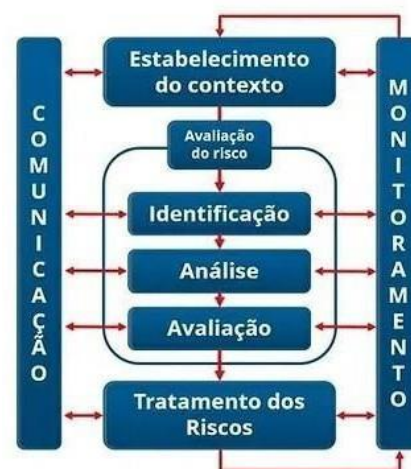 Estabelecimento
do contexto
COMUNICAÇÃO
MONITORAMENTO
Avaliação
do risco
Identificação
Análise
Avaliação
Tratamento dos
Riscos